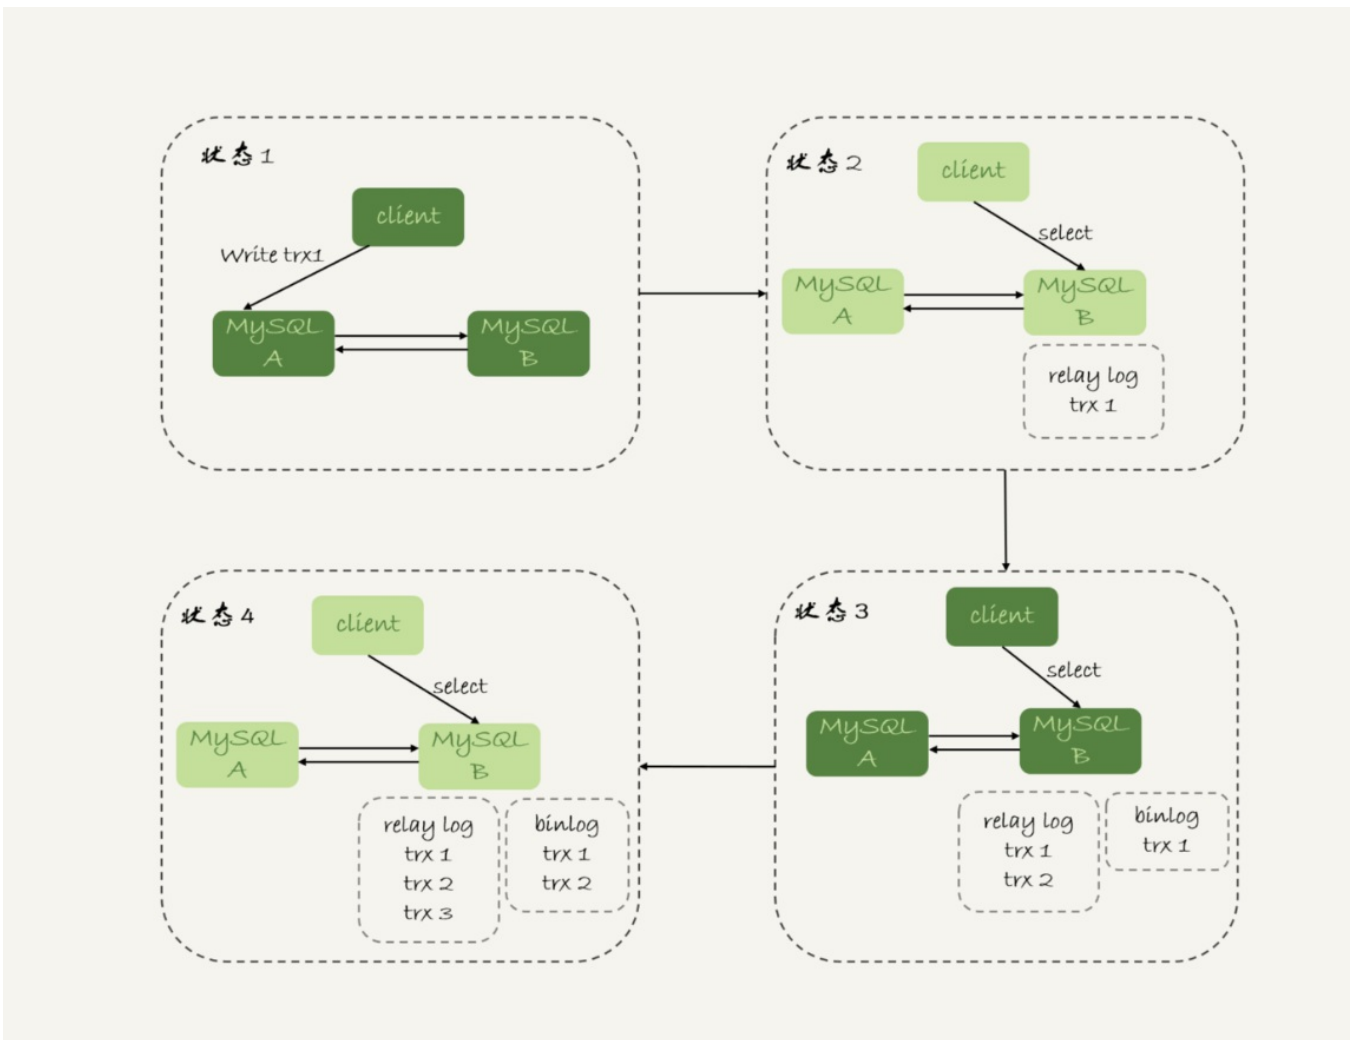 状态1
client
Write trx1
MySQL
A
MySQL
B
状态2
client
select
MySQL
A
MySQL
B
relay log
trx 1
状态3
client
select
MySQL
A
MySQL
B
relay log
trx 1
trx 2
binlog
trx 1
状态4
client
select
MySQL
A
MySQL
B
relay log
trx 1
trx 2
trx 3
binlog
trx 1
trx 2